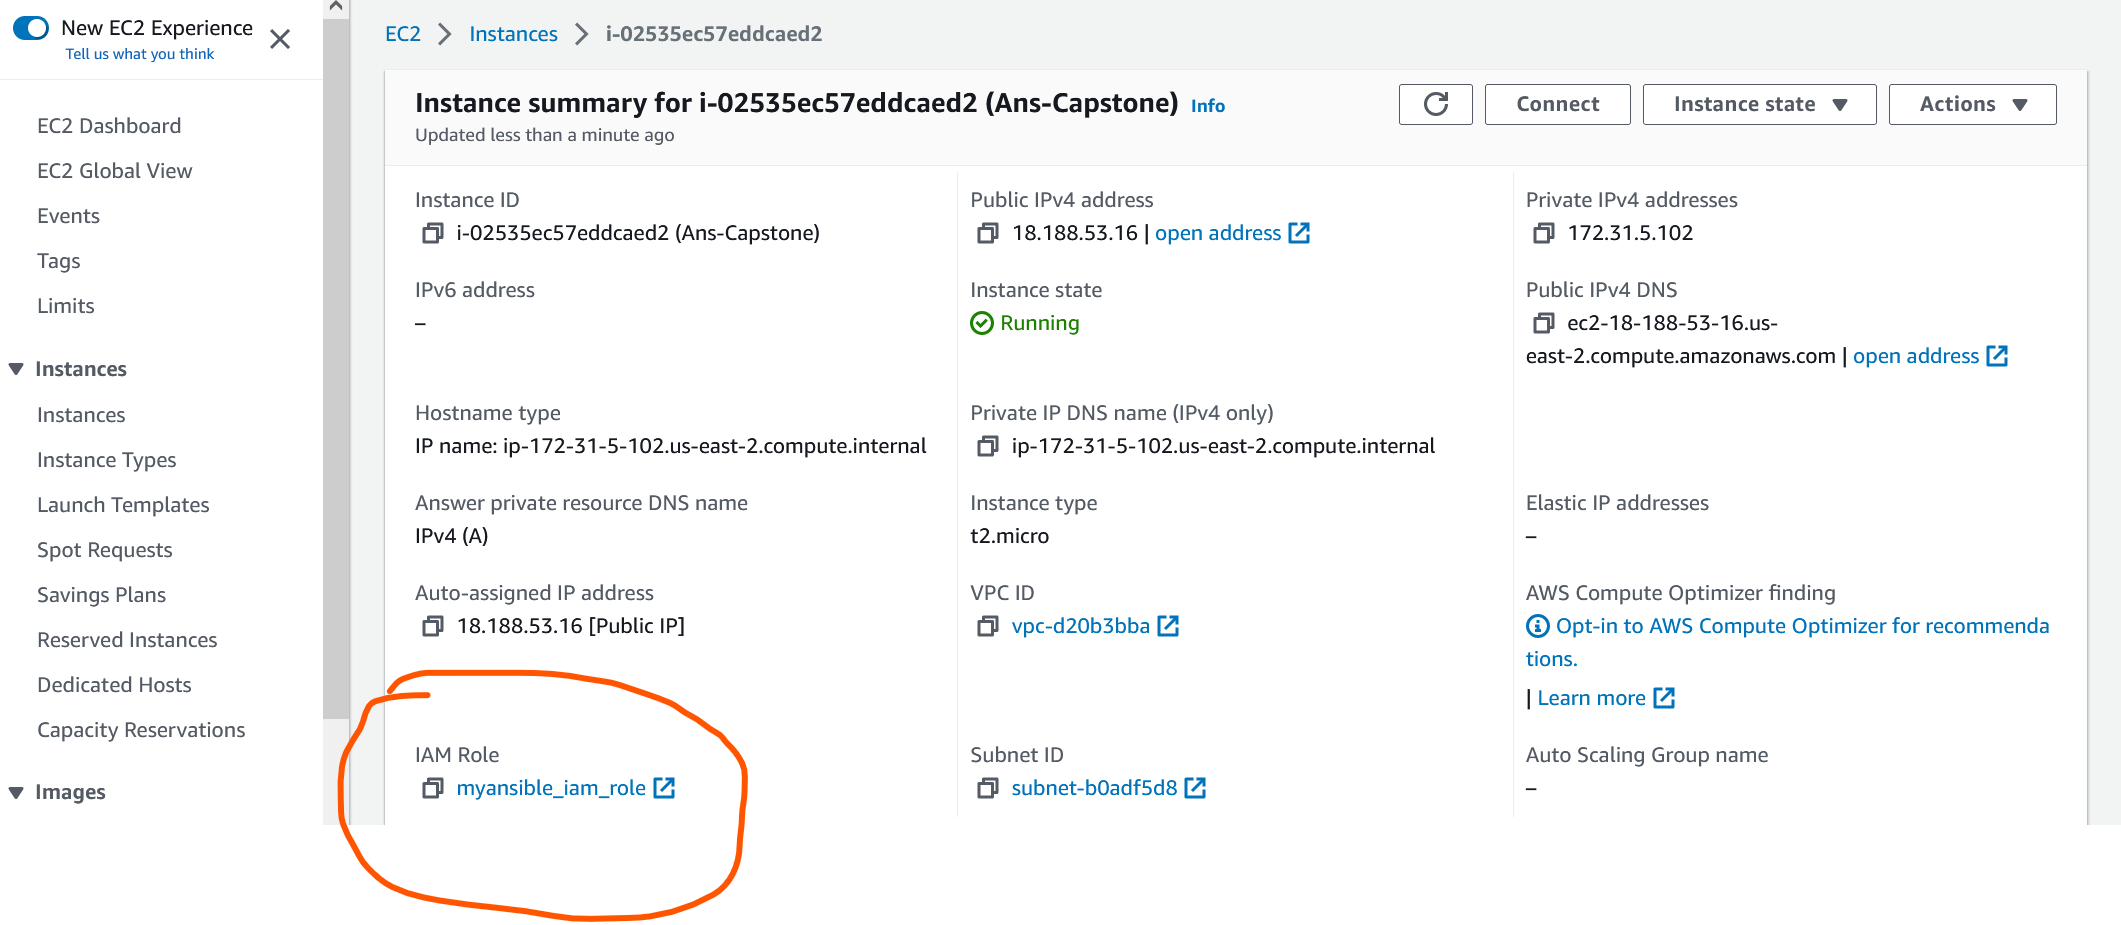 New EC2 Experience
Tell us what you think
EC2 Dashboard
EC2 Global View
Events
Tags
Limits
Instances
Instances
Instance Types
Launch Templates
Spot Requests
Savings Plans
Reserved Instances
Dedicated Hosts
Capacity Reservations
Images
EC2 > Instances > i-02535ec57eddcaed2
Instance summary for i-02535ec57eddcaed2 (Ans-Capstone) Info
Updated less than a minute ago
Connect
Instance state
Actions
Instance ID
i-02535ec57eddcaed2 (Ans-Capstone)
Public IPv4 address
18.188.53.16 | open address
Private IPv4 addresses
172.31.5.102
IPv6 address
–
Instance state
Running
Public IPv4 DNS
ec2-18-188-53-16.us-
east-2.compute.amazonaws.com | open address
Hostname type
IP name: ip-172-31-5-102.us-east-2.compute.internal
Private IP DNS name (IPv4 only)
ip-172-31-5-102.us-east-2.compute.internal
Answer private resource DNS name
IPv4 (A)
Instance type
t2.micro
Elastic IP addresses
–
Auto-assigned IP address
18.188.53.16 [Public IP]
VPC ID
vpc-d20b3bba
AWS Compute Optimizer finding
Opt-in to AWS Compute Optimizer for recommenda
tions.
| Learn more
IAM Role
myansible_iam_role
Subnet ID
subnet-b0adf5d8
Auto Scaling Group name
–